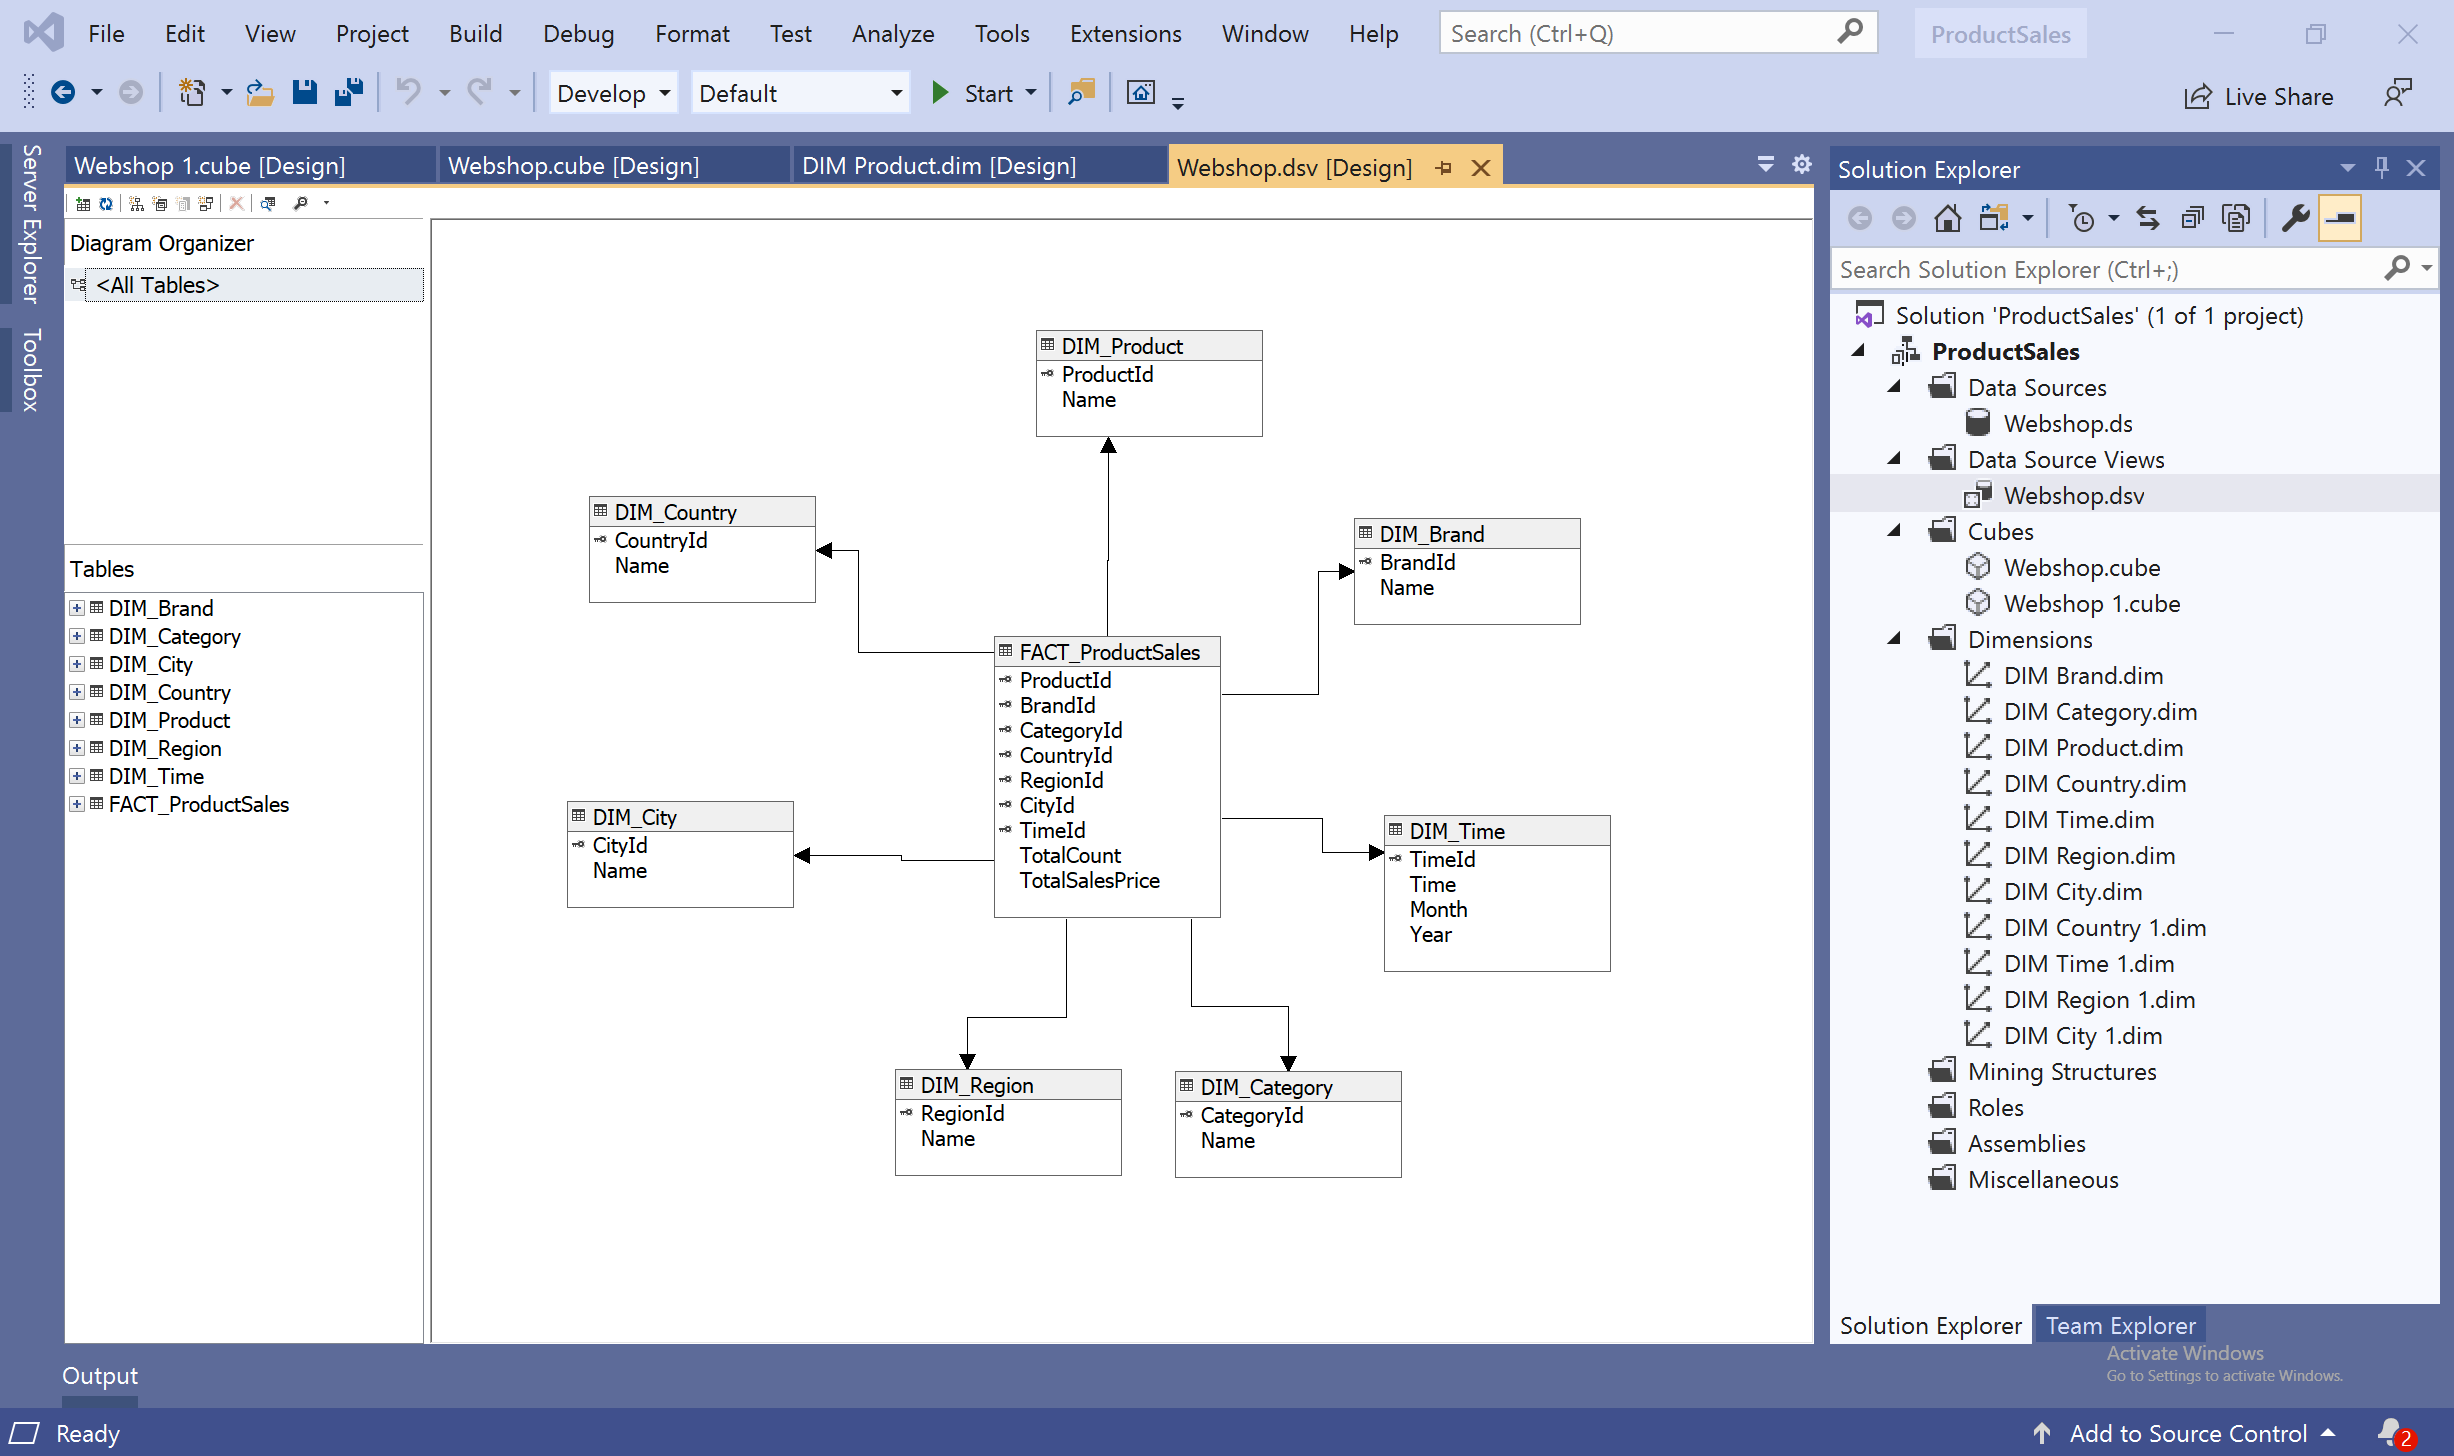 File Edit View Project Build Debug Format Test Analyze Tools Extensions Window Help Search (Ctrl+Q) ProductSales
Develop Default Start Live Share
Server Explorer
Toolbox
Webshop 1.cube [Design] Webshop.cube [Design] DIM Product.dim [Design] Webshop.dsv [Design]
Diagram Organizer
<All Tables>
Tables
DIM_Brand
DIM_Category
DIM_City
DIM_Country
DIM_Product
DIM_Region
DIM_Time
FACT_ProductSales
DIM_Product
ProductId
Name
DIM_Country
CountryId
Name
DIM_Brand
BrandId
Name
FACT_ProductSales
ProductId
BrandId
CategoryId
CountryId
RegionId
CityId
TimeId
TotalCount
TotalSalesPrice
DIM_City
CityId
Name
DIM_Time
TimeId
Time
Month
Year
DIM_Region
RegionId
Name
DIM_Category
CategoryId
Name
Solution Explorer
Search Solution Explorer (Ctrl+;)
Solution 'ProductSales' (1 of 1 project)
ProductSales
Data Sources
Webshop.ds
Data Source Views
Webshop.dsv
Cubes
Webshop.cube
Webshop 1.cube
Dimensions
DIM Brand.dim
DIM Category.dim
DIM Product.dim
DIM Country.dim
DIM Time.dim
DIM Region.dim
DIM City.dim
DIM Country 1.dim
DIM Time 1.dim
DIM Region 1.dim
DIM City 1.dim
Mining Structures
Roles
Assemblies
Miscellaneous
Solution Explorer Team Explorer
Activate Windows
Go to Settings to activate Windows.
Output
Ready
Add to Source Control 2